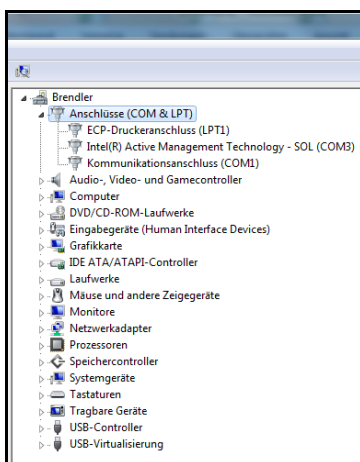 Brendler
Anschlüsse (COM & LPT)
ECP-Druckeranschluss (LPT1)
Intel(R) Active Management Technology - SOL (COM3)
Kommunikationsanschluss (COM1)
Audio-, Video- und Gamecontroller
Computer
DVD/CD-ROM-Laufwerke
Eingabegeräte (Human Interface Devices)
Grafikkarte
IDE ATA/ATAPI-Controller
Laufwerke
Mäuse und andere Zeigegeräte
Monitore
Netzwerkadapter
Prozessoren
Speichercontroller
Systemgeräte
Tastaturen
Tragbare Geräte
USB-Controller
USB-Virtualisierung